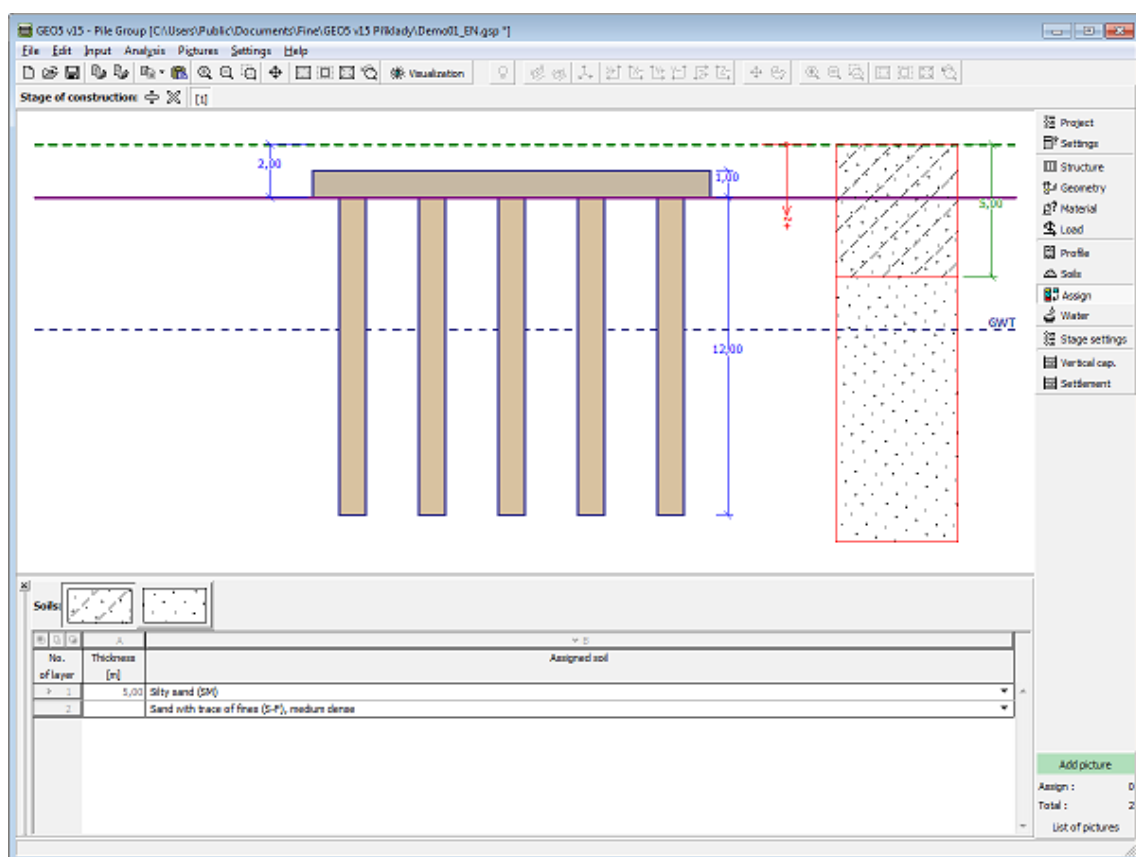 GEO5 v15 - Pile Group [C:\Users\Public\Documents\Fine\GEO5 v15 Příklady\Demo01_EN.gsp *]
File Edit Input Analysis Pictures Settings Help
Visualization
Stage of construction: [1]
2,00
1,00
+z
5,00
GWT
12,00
Project
Settings
Structure
Geometry
Material
Load
Profile
Soils
Assign
Water
Stage settings
Vertical cap.
Settlement
Soils:
A B
No. of layer
Thickness [m]
Assigned soil
1 5,00 Silty sand (SM)
2 Sand with trace of fines (S-F), medium dense
Add picture
Assign : 0
Total : 2
List of pictures